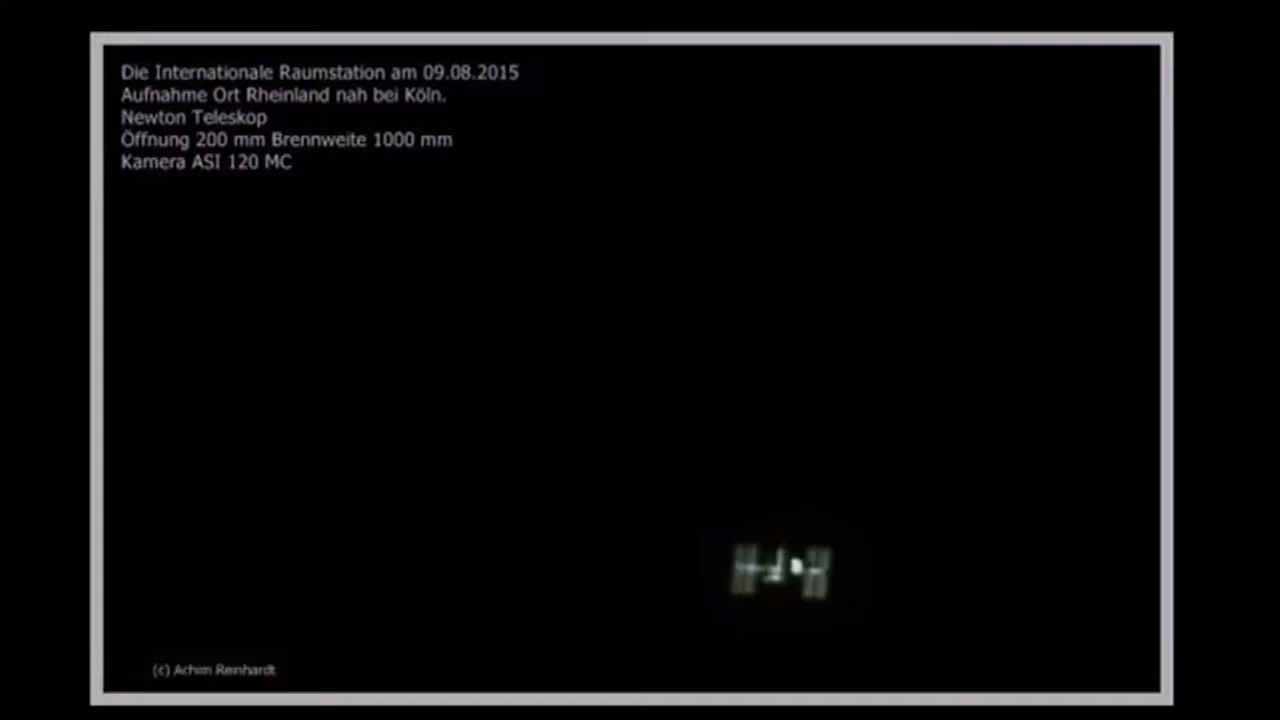 Die Internationale Raumstation am 09.08.2015
Aufnahme Ort Rheinland nah bei Köln.
Newton Teleskop
Öffnung 200 mm Brennweite 1000 mm
Kamera ASI 120 MC
(c) Achim Reinhardt